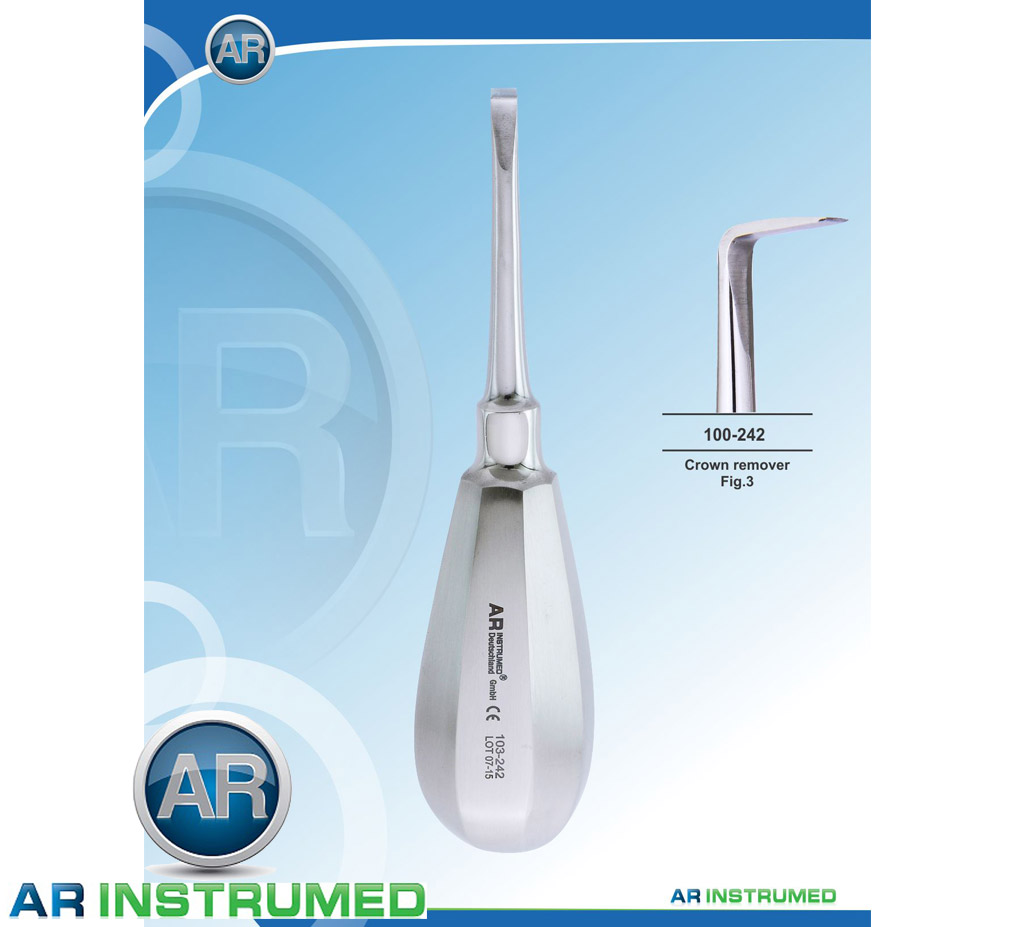 AR
AR
100-242
Crown remover
Fig.3
AR INSTRUMED®
Deutschland GmbH CE
103-242
LOT 07-15
AR
AR INSTRUMED
AR INSTRUMED